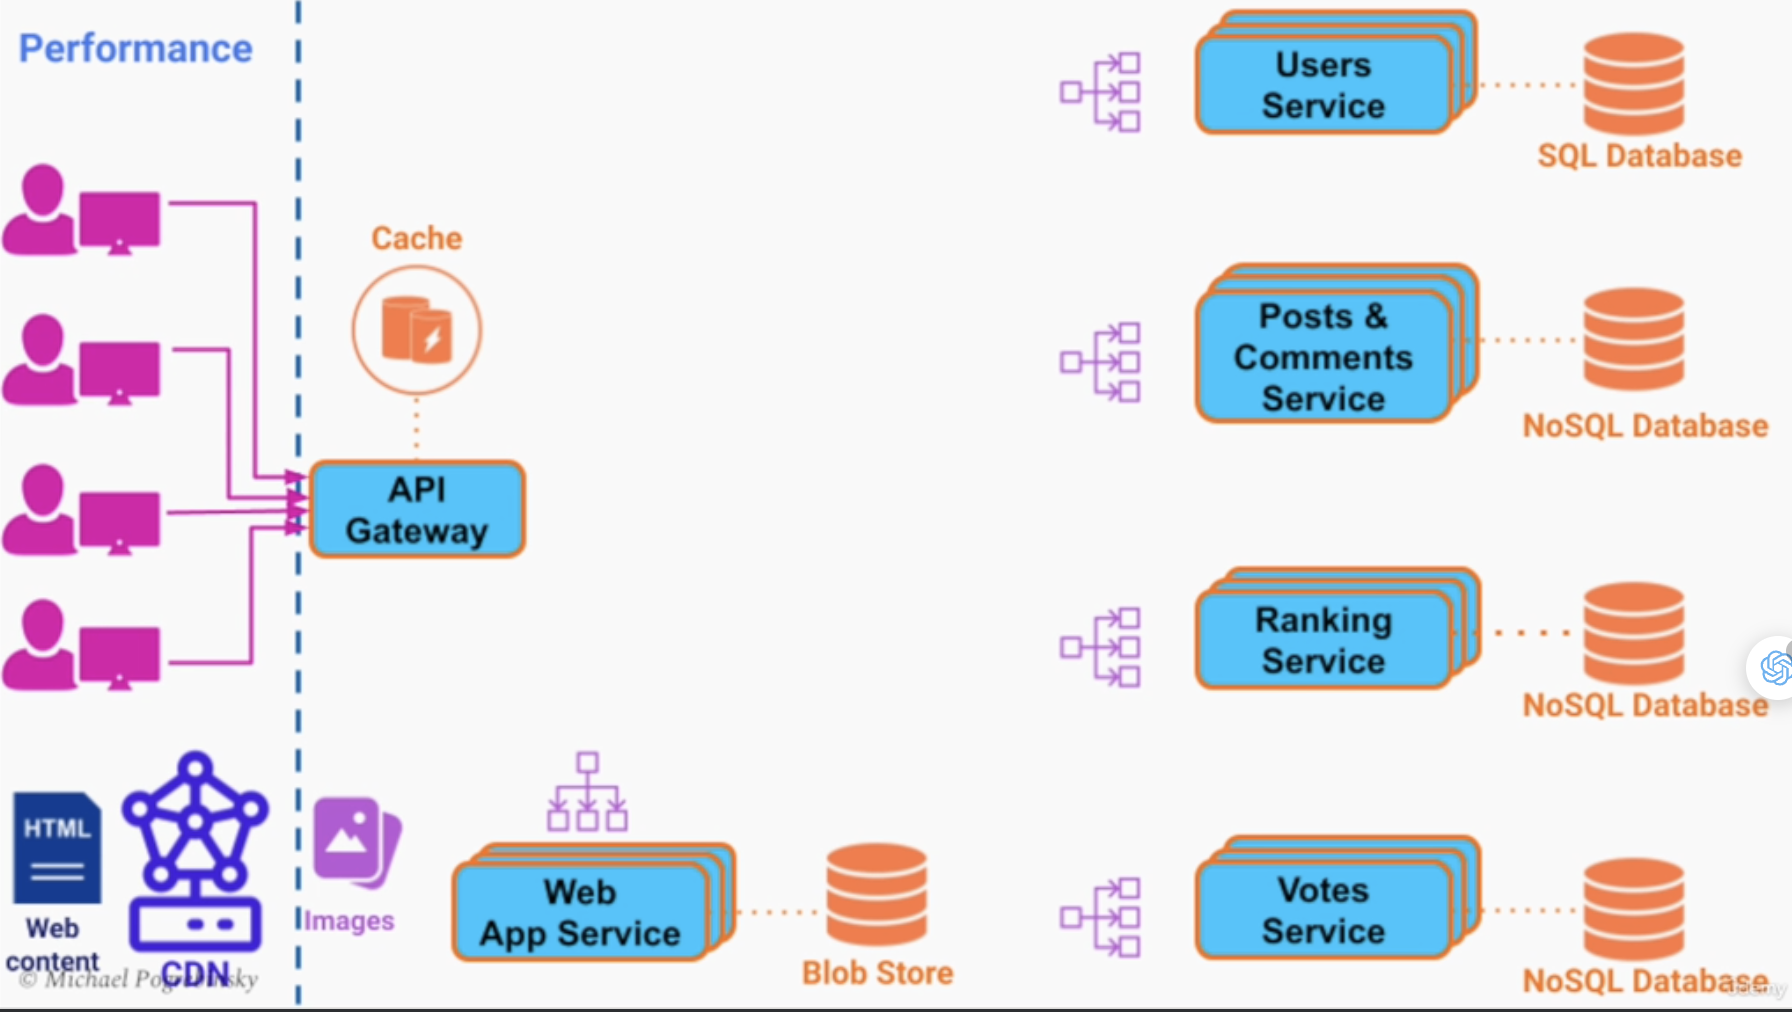 Performance
Users
Service
SQL Database
Cache
Posts &
Comments
Service
NoSQL Database
API
Gateway
Ranking
Service
NoSQL Database
HTML
Web
content
CDN
Images
Web
App Service
Blob Store
Votes
Service
NoSQL Database
© Michael Pogrebinsky
Udemy